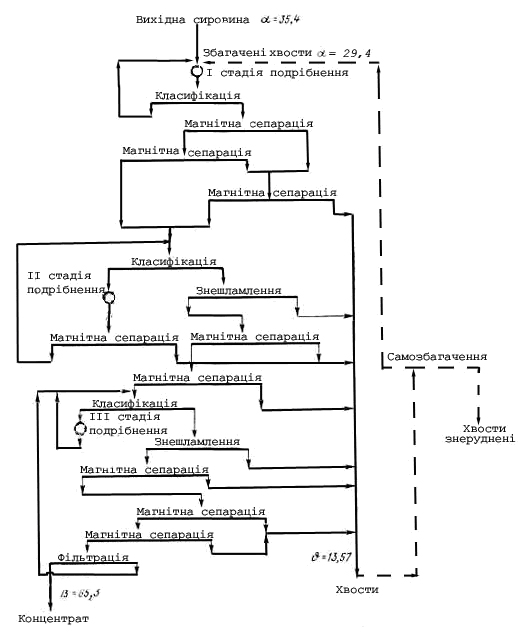 Вихідна сировина α=35,4
Збагачені хвости α= 29,4
I стадія подрібнення
Класифікація
Магнітна сепарація
Магнітна сепарація
Магнітна сепарація
Класифікація
II стадія
подрібнення
Знешламлення
Магнітна сепарація
Магнітна сепарація
Самозбагачення
Магнітна сепарація
Класифікація
III стадія
подрібнення
Хвости
знеруднені
Знешламлення
Магнітна сепарація
Магнітна сепарація
Магнітна сепарація
Фільтрація
ϑ=13,57
Хвости
Концентрат